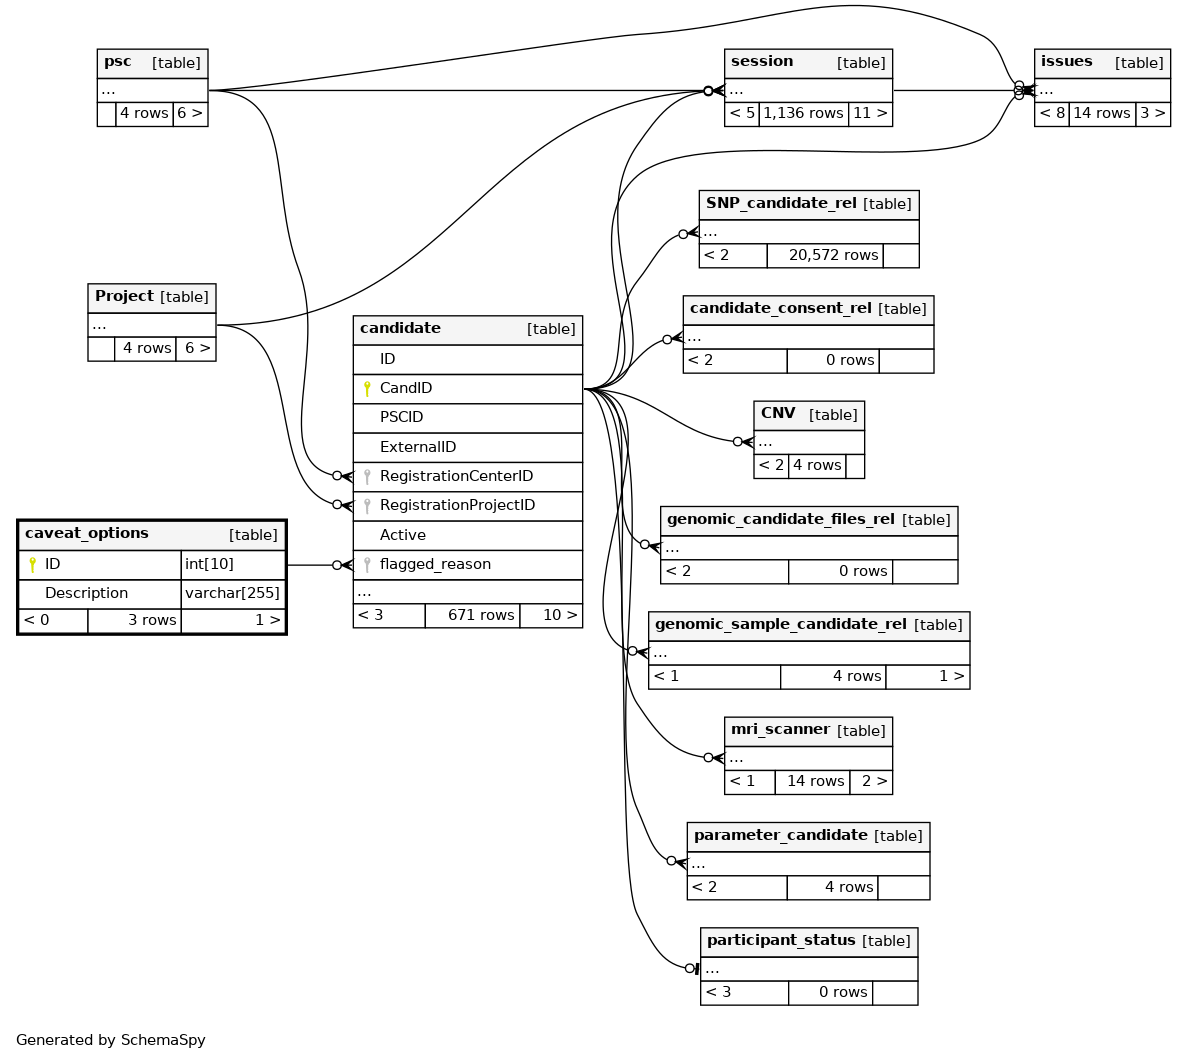 psc [table]
...
4 rows 6 >
session [table]
...
< 5 1,136 rows 11 >
issues [table]
...
< 8 14 rows 3 >
SNP_candidate_rel [table]
...
< 2 20,572 rows
Project [table]
...
4 rows 6 >
candidate_consent_rel [table]
...
< 2 0 rows
candidate [table]
ID
CandID
PSCID
ExternalID
RegistrationCenterID
RegistrationProjectID
Active
flagged_reason
...
< 3 671 rows 10 >
CNV [table]
...
< 2 4 rows
caveat_options [table]
ID int[10]
Description varchar[255]
< 0 3 rows 1 >
genomic_candidate_files_rel [table]
...
< 2 0 rows
genomic_sample_candidate_rel [table]
...
< 1 4 rows 1 >
mri_scanner [table]
...
< 1 14 rows 2 >
parameter_candidate [table]
...
< 2 4 rows
participant_status [table]
...
< 3 0 rows
Generated by SchemaSpy